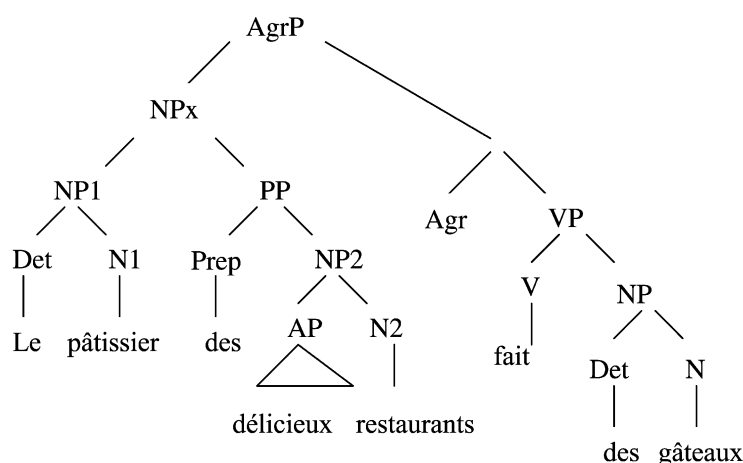 AgrP
NPx
NP1 PP Agr VP
Det N1 Prep NP2 V NP
Le pâtissier des AP N2 fait Det N
délicieux restaurants
des gâteaux